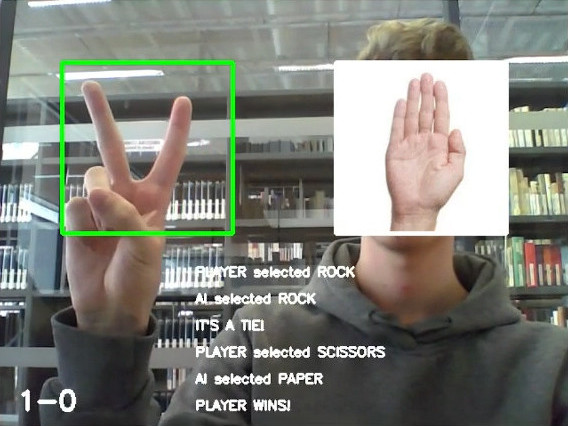 PLAYER selected ROCK
AI selected ROCK
IT'S A TIE!
PLAYER selected SCISSORS
AI selected PAPER
PLAYER WINS!
1-0